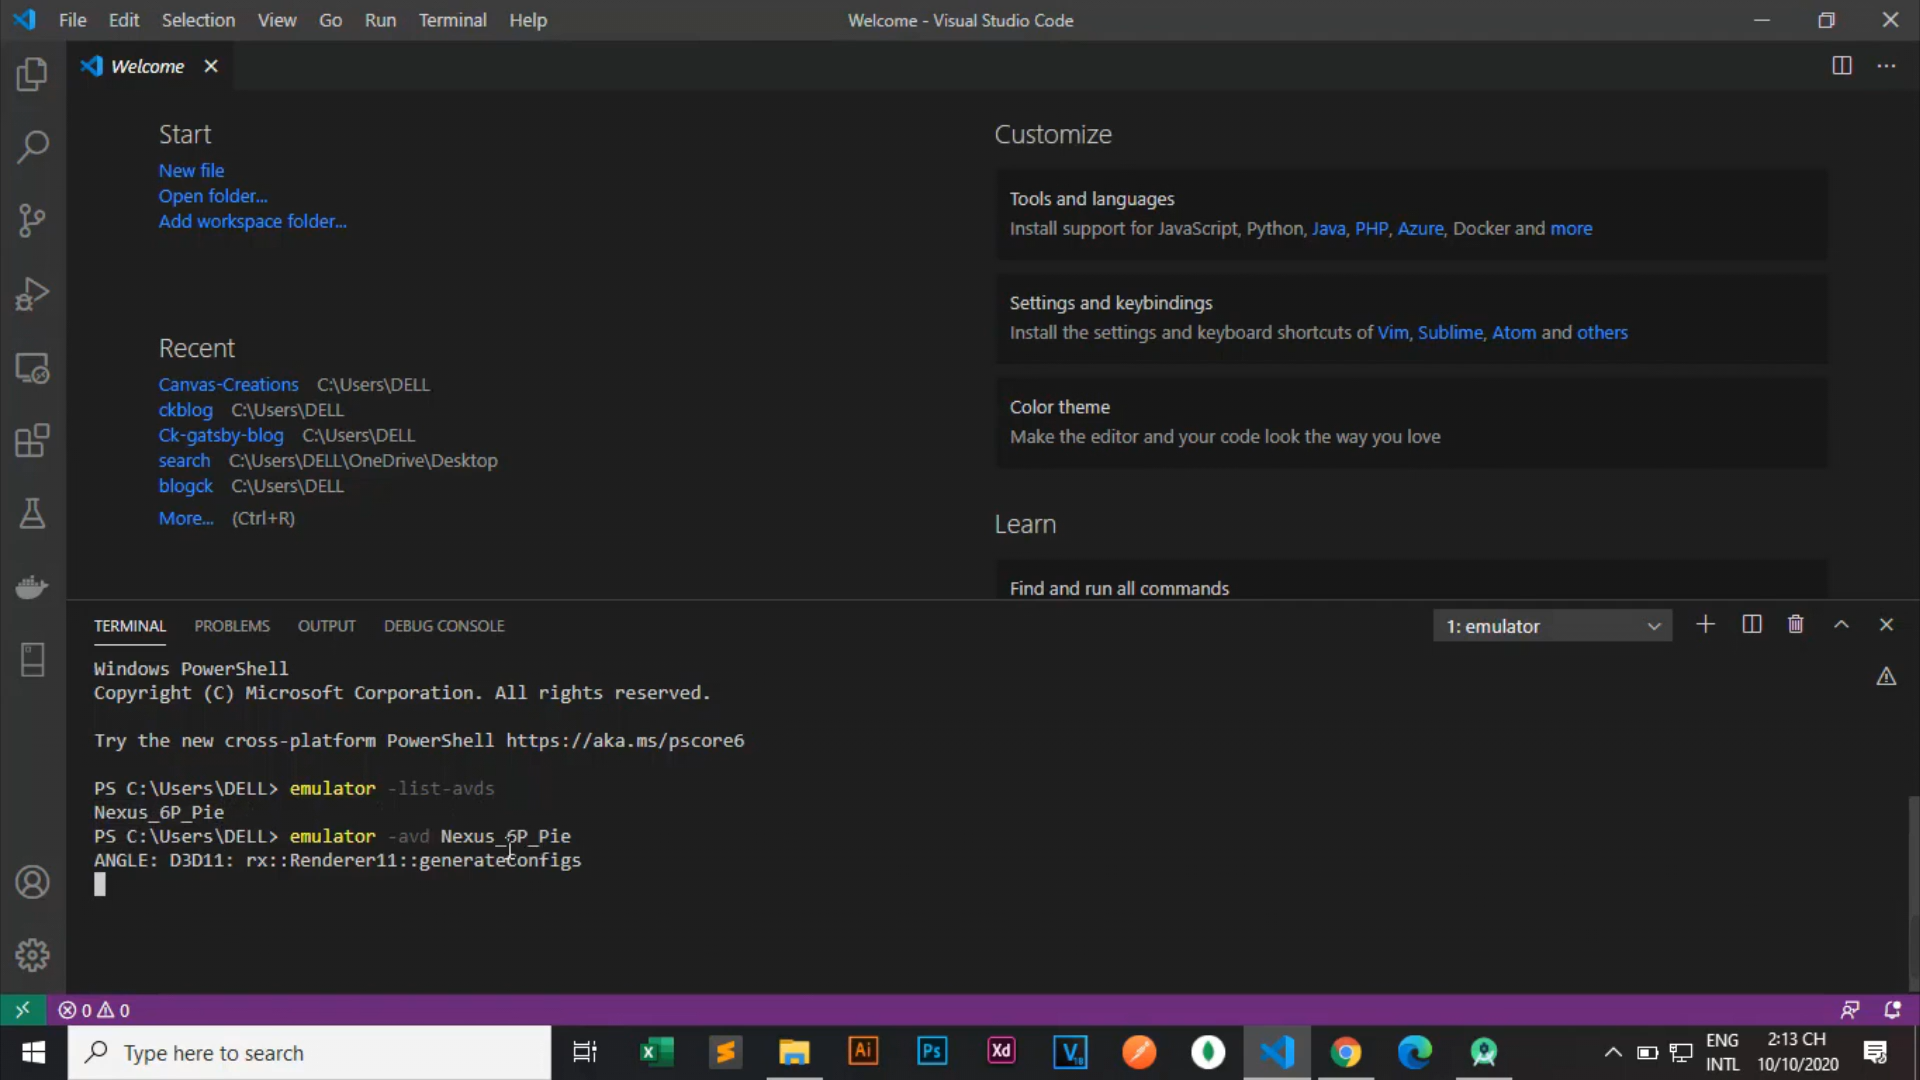 File Edit Selection View Go Run Terminal Help
Welcome - Visual Studio Code
Welcome
Start
New file
Open folder...
Add workspace folder...
Recent
Canvas-Creations C:\Users\DELL
ckblog C:\Users\DELL
Ck-gatsby-blog C:\Users\DELL
search C:\Users\DELL\OneDrive\Desktop
blogck C:\Users\DELL
More... (Ctrl+R)
Customize
Tools and languages
Install support for JavaScript, Python, Java, PHP, Azure, Docker and more
Settings and keybindings
Install the settings and keyboard shortcuts of Vim, Sublime, Atom and others
Color theme
Make the editor and your code look the way you love
Learn
Find and run all commands
TERMINAL PROBLEMS OUTPUT DEBUG CONSOLE
1: emulator
Windows PowerShell
Copyright (C) Microsoft Corporation. All rights reserved.
Try the new cross-platform PowerShell https://aka.ms/pscore6
PS C:\Users\DELL> emulator -list-avds
Nexus_6P_Pie
PS C:\Users\DELL> emulator -avd Nexus_6P_Pie
ANGLE: D3D11: rx::Renderer11::generateConfigs
0 0
Type here to search
Ai
Ps
Xd
ENG
INTL
2:13 CH
10/10/2020